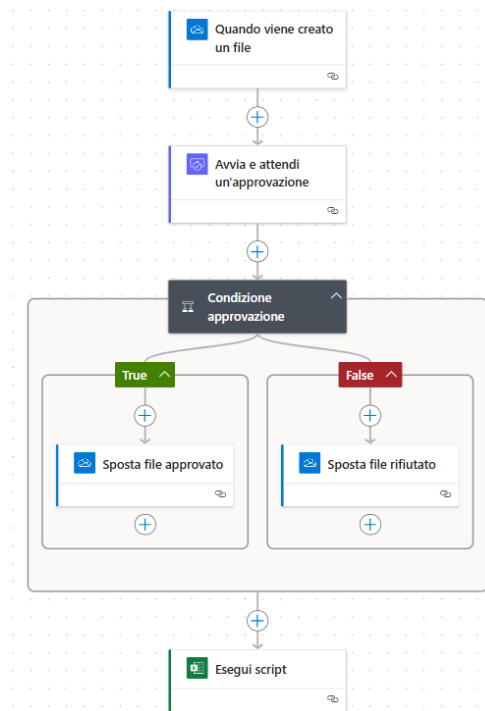 Quando viene creato
un file
Avvia e attendi
un'approvazione
Condizione
approvazione
True
False
Sposta file approvato
Sposta file rifiutato
Esegui script